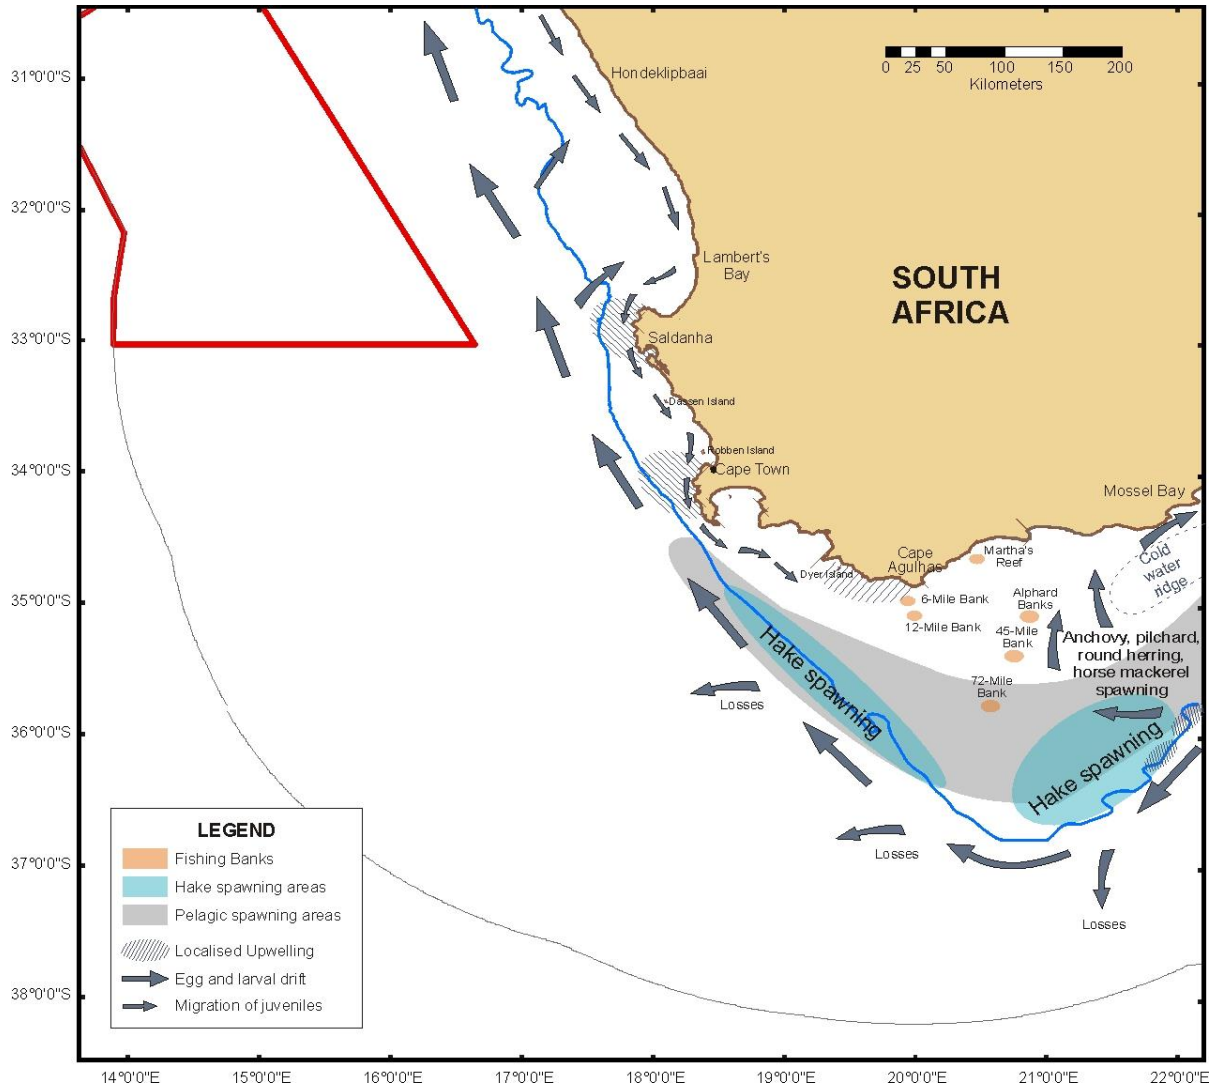 31°0'0"S
32°0'0"S
33°0'0"S
34°0'0"S
35°0'0"S
36°0'0"S
37°0'0"S
38°0'0"S
Hondeklipbaai
0 25 50 100 150 200
Kilometers
Lambert's
Bay
SOUTH
AFRICA
Saldanha
Dassen Island
Robben Island
Cape Town
Mossel Bay
Cape
Agulhas
Martha's
Reef
Dyer Island
Cold
water
ridge
6-Mile Bank
12-Mile Bank
Alphard
Banks
45-Mile
Bank
Anchovy, pilchard,
round herring,
horse mackerel
spawning
72-Mile
Bank
Hake spawning
Hake spawning
Losses
Losses
Losses
LEGEND
Fishing Banks
Hake spawning areas
Pelagic spawning areas
Localised Upwelling
Egg and larval drift
Migration of juveniles
14°0'0"E 15°0'0"E 16°0'0"E 17°0'0"E 18°0'0"E 19°0'0"E 20°0'0"E 21°0'0"E 22°0'0"E